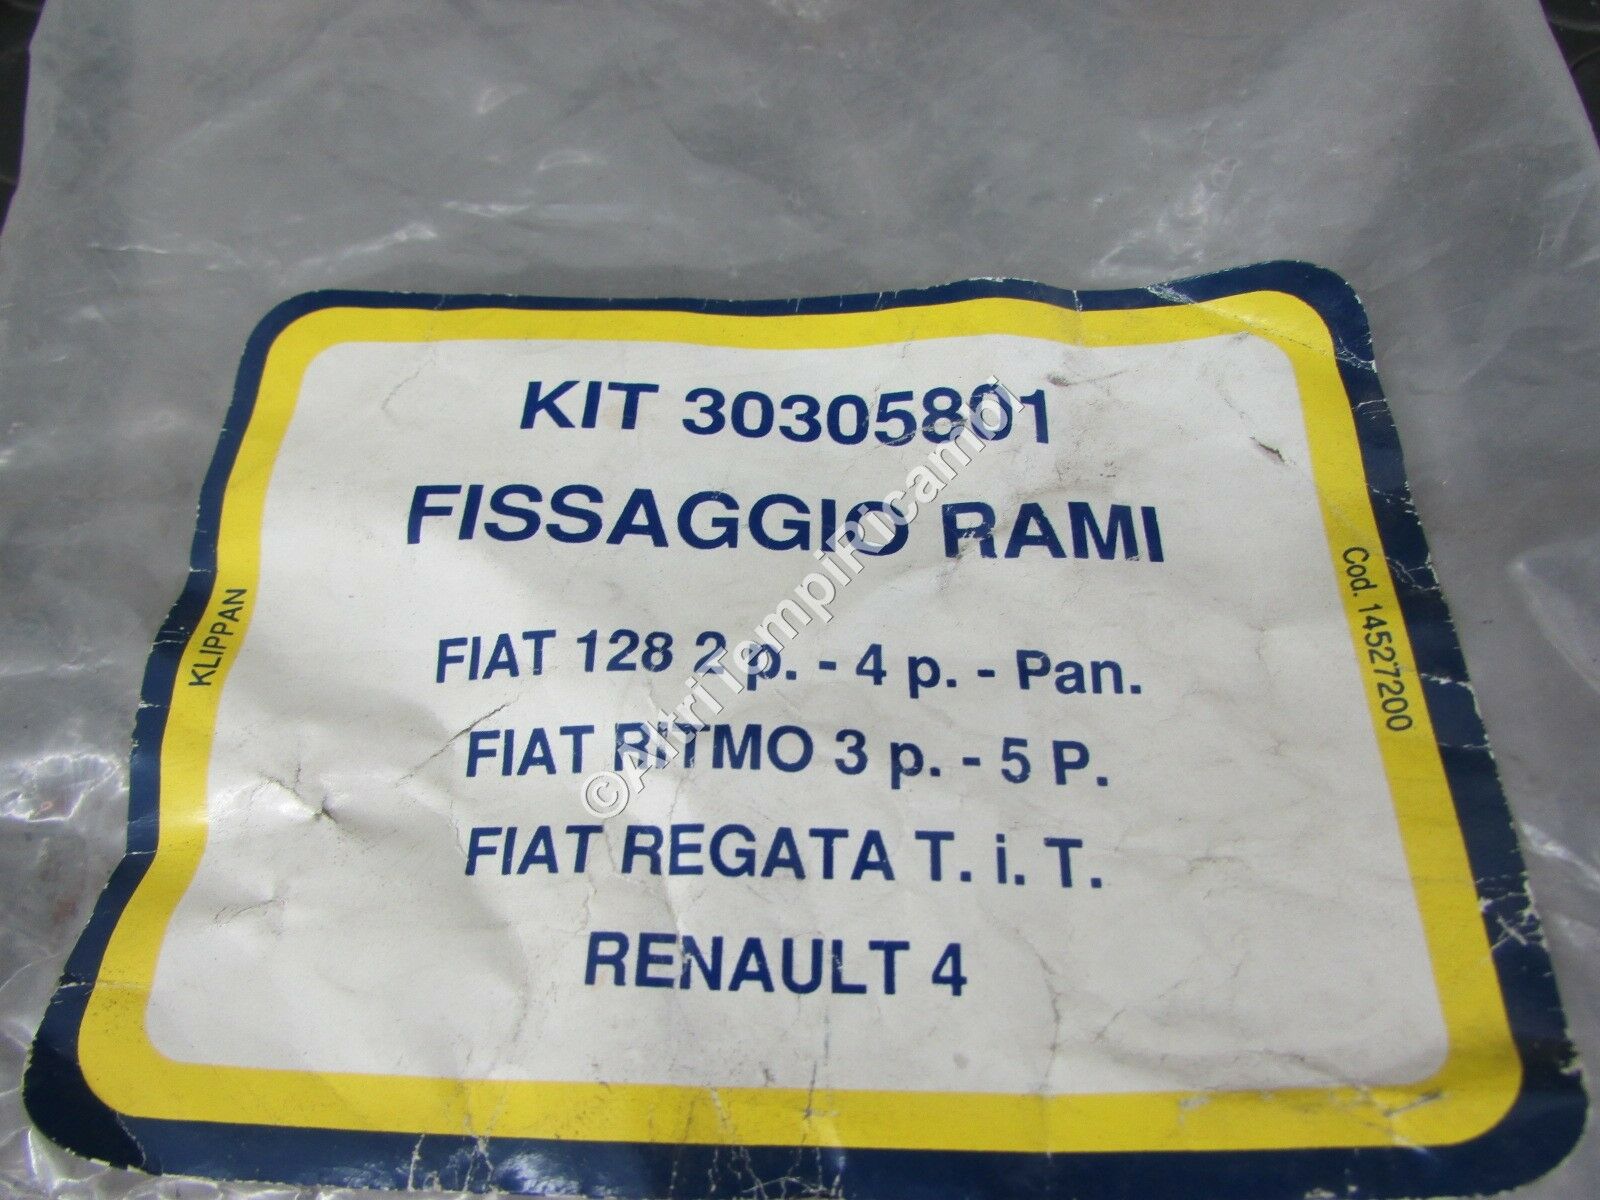 KIT 30305801
FISSAGGIO RAMI
FIAT 128 2 p. - 4 p. - Pan.
FIAT RITMO 3 p. - 5 P.
FIAT REGATA T. i. T.
RENAULT 4
KLIPPAN
Cod. 14527200
©AltriTempiRicambi